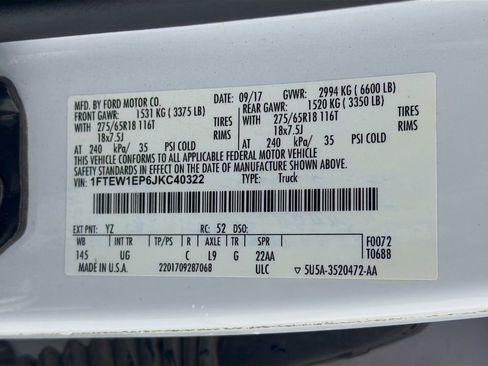 MFD. BY FORD MOTOR CO.
DATE: 09/17 GVWR: 2994 KG (6600 LB)
FRONT GAWR: 1531 KG (3375 LB) REAR GAWR: 1520 KG (3350 LB)
WITH 275/65R18 116T TIRES WITH 275/65R18 116T TIRES
18x7.5J 18x7.5J
AT 240 kPa/ 35 PSI COLD AT 240 kPa/ 35 PSI COLD
THIS VEHICLE CONFORMS TO ALL APPLICABLE FEDERAL MOTOR VEHICLE
SAFETY STANDARDS IN EFFECT ON THE DATE OF MANUFACTURE SHOWN ABOVE.
VIN: 1FTEW1EP6JKC40322 TYPE: Truck
EXT PNT: YZ RC: 52 DSO:
WB INT TR TP/PS R AXLE TR SPR F0072
145 UG C L9 G 22AA T0688
MADE IN U.S.A. 2201709287068 ULC ▽ 5U5A-3520472-AA